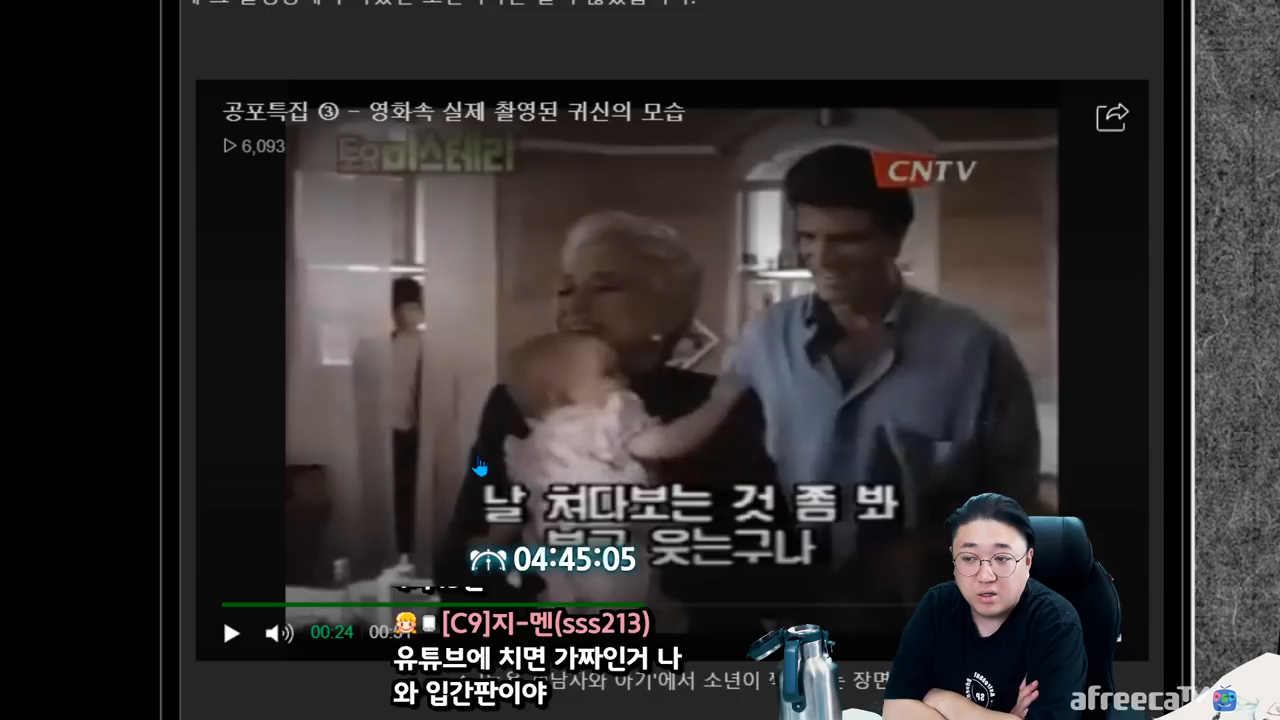 공포특집 ③ - 영화속 실제 촬영된 귀신의 모습
6,093
토요미스테리
CNTV
날 쳐다보는 것 좀 봐
보고 웃는구나
04:45:05
[C9]지-멘(sss213)
00:24
유튜브에 치면 가짜인거 나
와 입간판이야
아기'에서 소년이
장면
afreecaTV